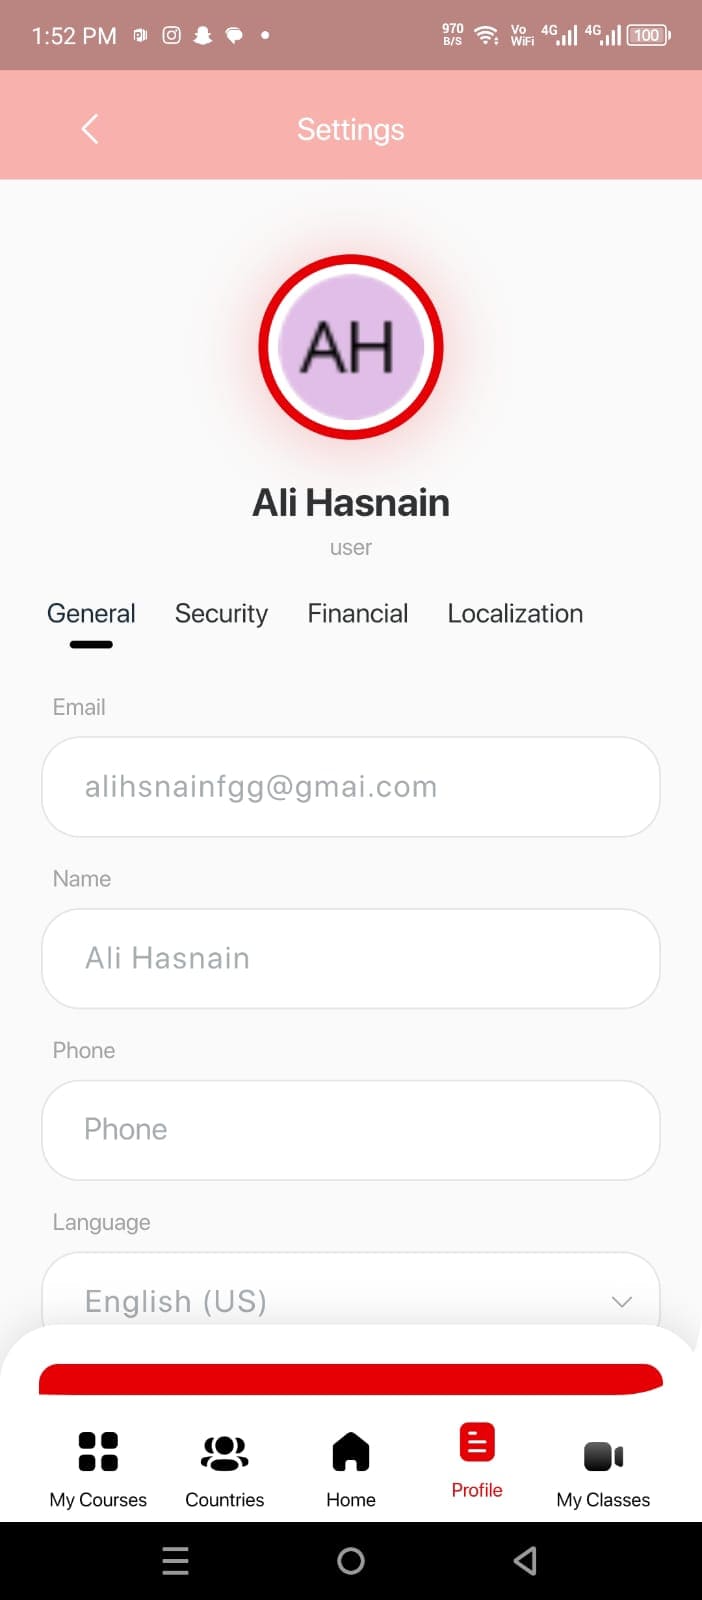 1:52 PM 970 B/S Vo WiFi 4G 4G 100
Settings
AH
Ali Hasnain
user
General Security Financial Localization
Email
alihsnainfgg@gmai.com
Name
Ali Hasnain
Phone
Phone
Language
English (US)
My Courses Countries Home Profile My Classes